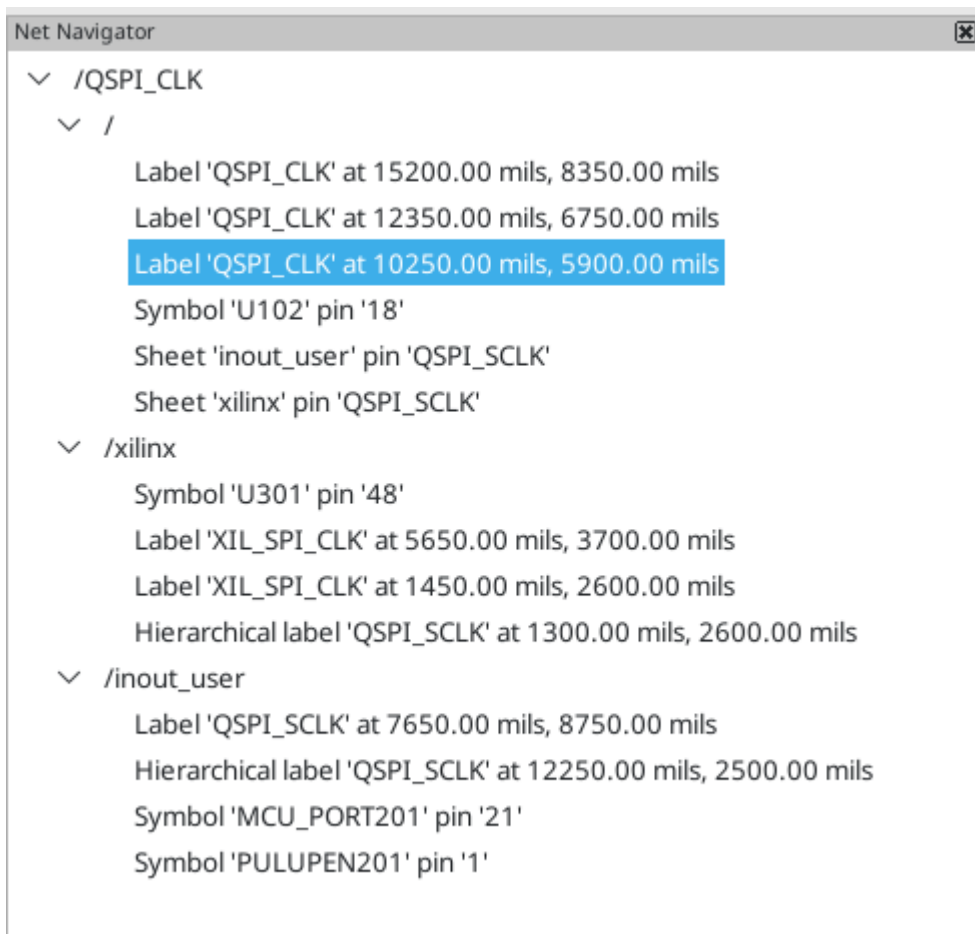 Net Navigator
/QSPI_CLK
/
Label 'QSPI_CLK' at 15200.00 mils, 8350.00 mils
Label 'QSPI_CLK' at 12350.00 mils, 6750.00 mils
Label 'QSPI_CLK' at 10250.00 mils, 5900.00 mils
Symbol 'U102' pin '18'
Sheet 'inout_user' pin 'QSPI_SCLK'
Sheet 'xilinx' pin 'QSPI_SCLK'
/xilinx
Symbol 'U301' pin '48'
Label 'XIL_SPI_CLK' at 5650.00 mils, 3700.00 mils
Label 'XIL_SPI_CLK' at 1450.00 mils, 2600.00 mils
Hierarchical label 'QSPI_SCLK' at 1300.00 mils, 2600.00 mils
/inout_user
Label 'QSPI_SCLK' at 7650.00 mils, 8750.00 mils
Hierarchical label 'QSPI_SCLK' at 12250.00 mils, 2500.00 mils
Symbol 'MCU_PORT201' pin '21'
Symbol 'PULUPEN201' pin '1'